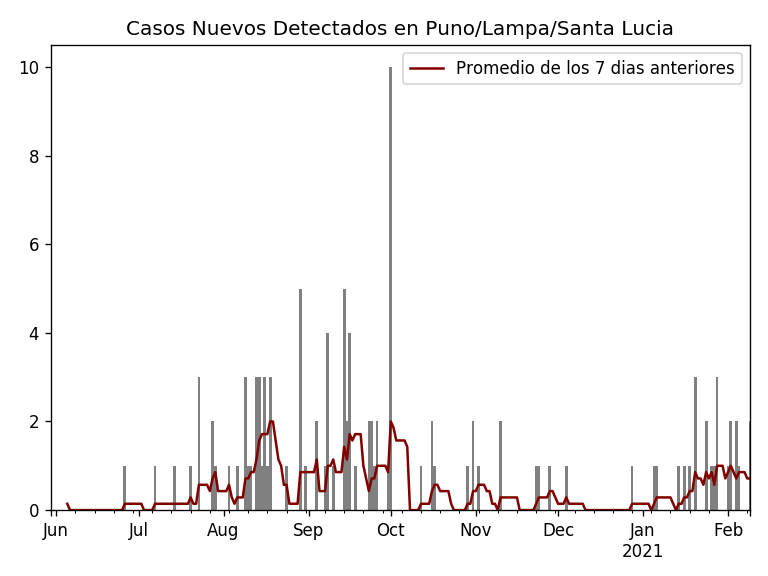 Casos Nuevos Detectados en Puno/Lampa/Santa Lucia
Promedio de los 7 dias anteriores
10
8
6
4
2
0
Jun Jul Aug Sep Oct Nov Dec Jan Feb
2021